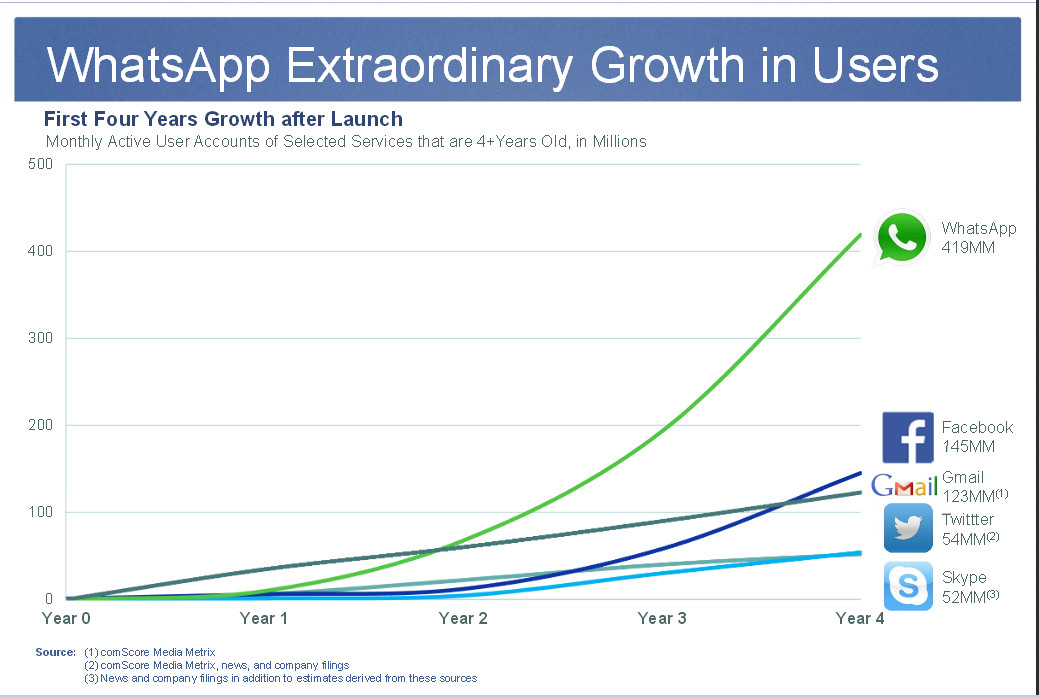 WhatsApp Extraordinary Growth in Users
First Four Years Growth after Launch
Monthly Active User Accounts of Selected Services that are 4+Years Old, in Millions
500
400
300
200
100
0
WhatsApp
419MM
Facebook
145MM
Gmail
Gmail
123MM(1)
Twittter
54MM(2)
Skype
52MM(3)
Year 0 Year 1 Year 2 Year 3 Year 4
Source: (1) comScore Media Metrix
(2) comScore Media Metrix, news, and company filings
(3) News and company filings in addition to estimates derived from these sources